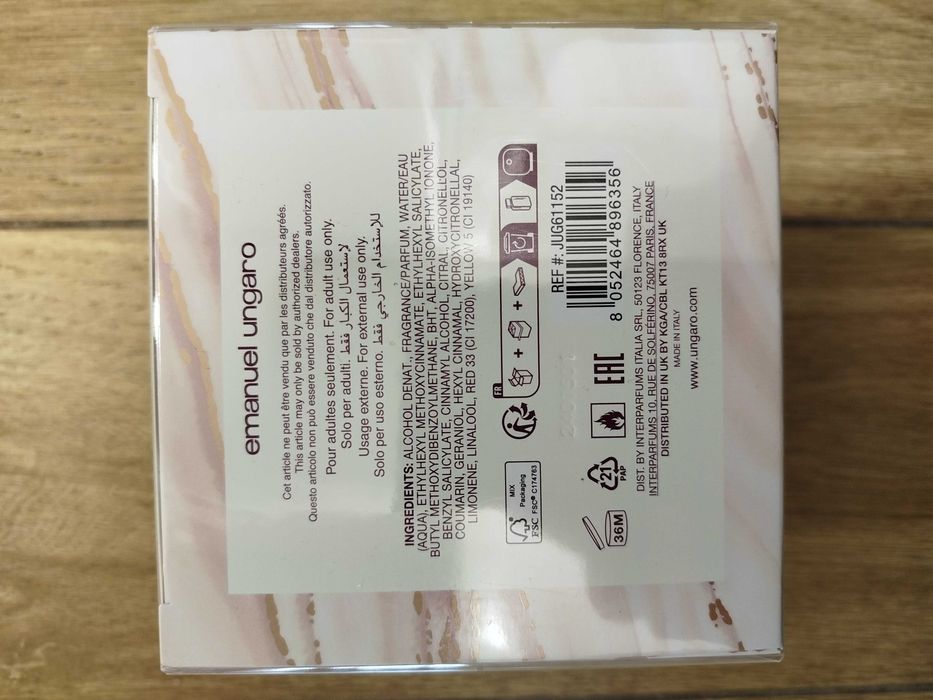 emanuel ungaro
Cet article ne peut être vendu que par les distributeurs agréés.
This article may only be sold by authorized dealers.
Questo articolo non può essere venduto che dal distributore autorizzato.
Pour adultes seulement. For adult use only.
Solo per adulti. لإستعمال الكبار فقط
Usage externe. For external use only.
Solo per uso esterno. للإستخدام الخارجي فقط
INGREDIENTS: ALCOHOL DENAT., FRAGRANCE/PARFUM, WATER/EAU
(AQUA), ETHYLHEXYL METHOXYCINNAMATE, ETHYLHEXYL SALICYLATE,
BUTYL METHOXYDIBENZOYLMETHANE, BHT, ALPHA-ISOMETHYL IONONE,
BENZYL SALICYLATE, CINNAMYL ALCOHOL, CITRAL, CITRONELLOL,
COUMARIN, GERANIOL, HEXYL CINNAMAL, HYDROXYCITRONELLAL,
LIMONENE, LINALOOL, RED 33 (CI 17200), YELLOW 5 (CI 19140)
FR
+ +
MIX
Packaging
FSC FSC® C174763
REF #: JUG61152
8 052464 896356
EAC
36M
21
PAP
DIST. BY INTERPARFUMS ITALIA SRL, 50123 FLORENCE, ITALY
INTERPARFUMS 10, RUE DE SOLFÉRINO, 75007 PARIS, FRANCE
DISTRIBUTED IN UK BY KGA/CBL KT13 8RX UK
MADE IN ITALY
www.ungaro.com